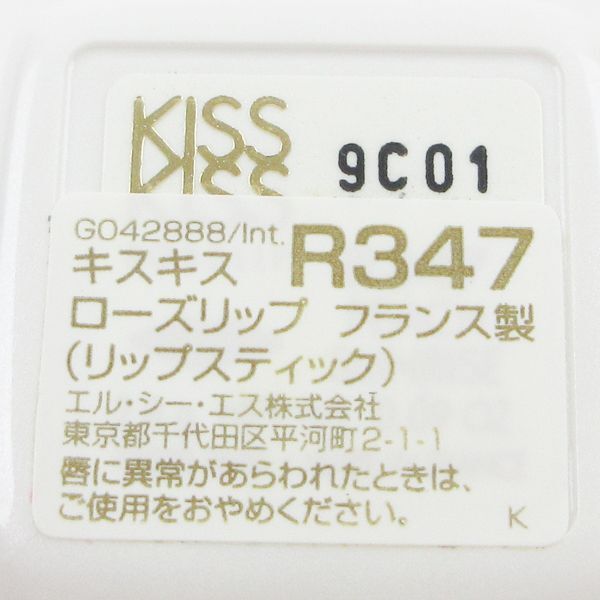 KISS
KISS
9C01
G042888/Int.
R347
キスキス
ローズリップ フランス製
(リップスティック)
エル・シー・エス株式会社
東京都千代田区平河町2-1-1
唇に異常があらわれたときは、
ご使用をおやめください。
K